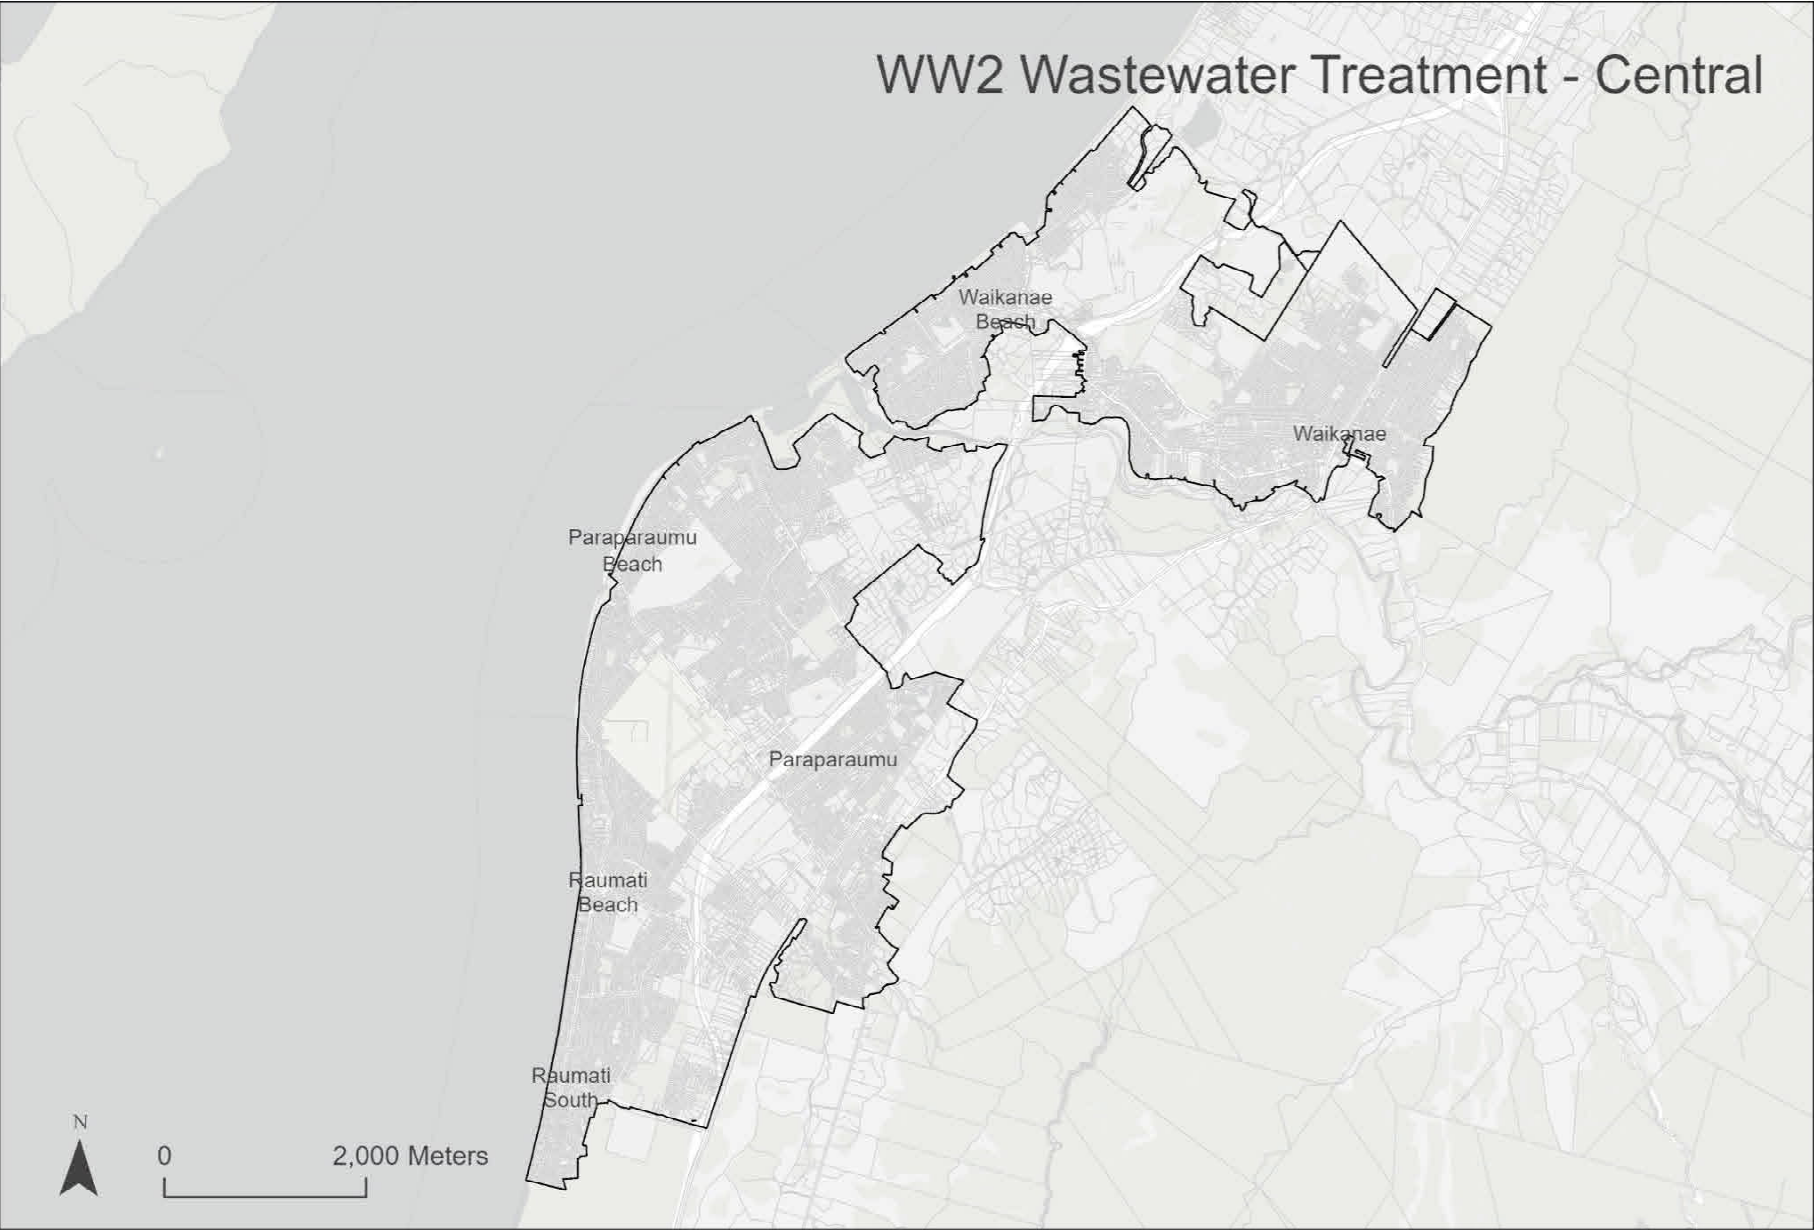 WW2 Wastewater Treatment - Central
Waikanae
Beach
Waikanae
Paraparaumu
Beach
Paraparaumu
Raumati
Beach
Raumati
South
N
0
2,000 Meters